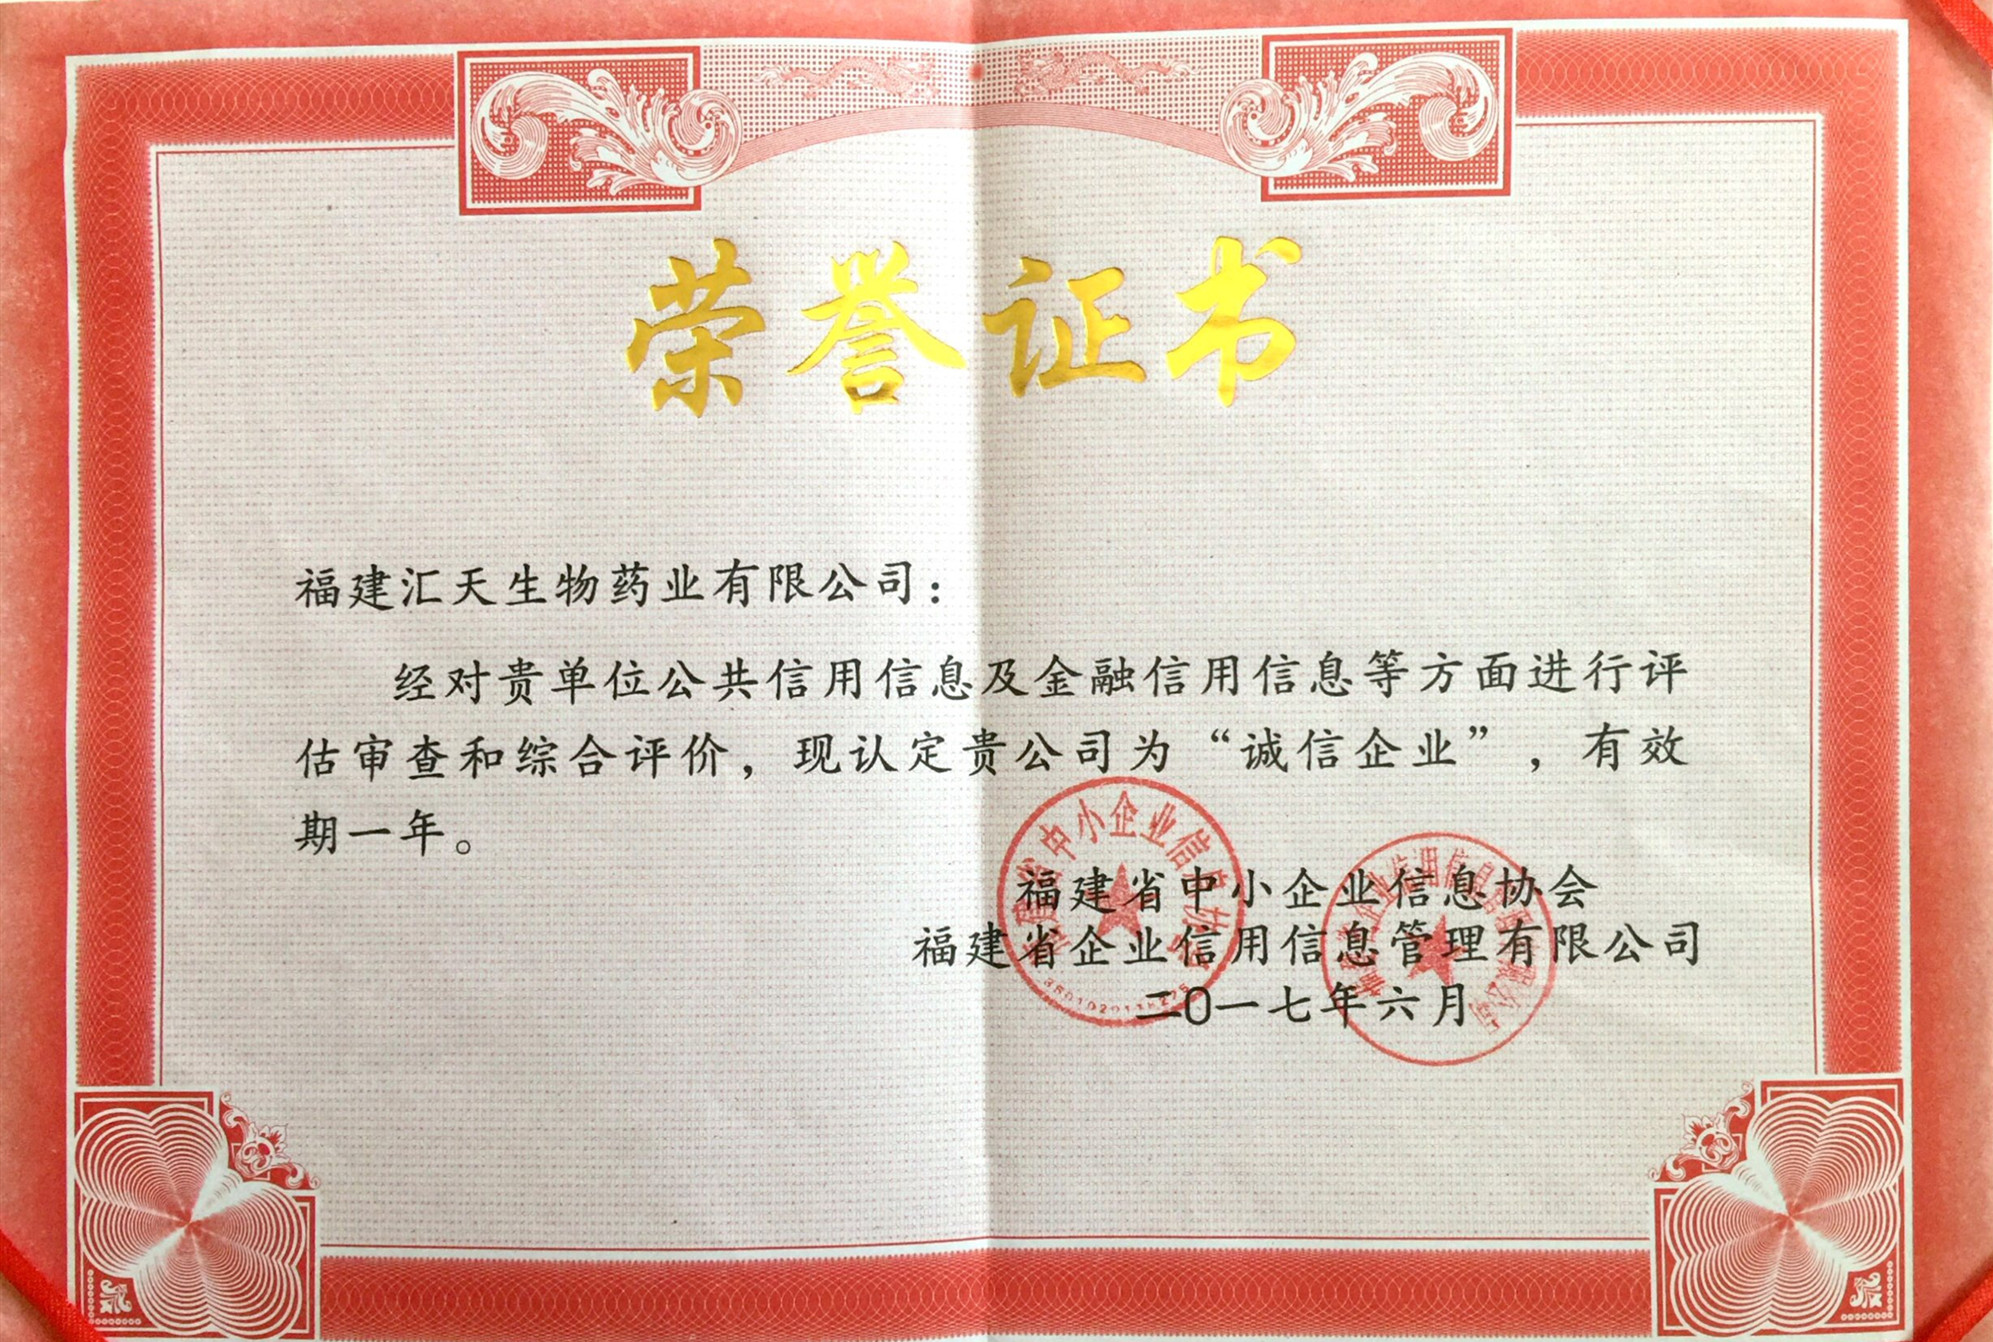 荣誉证书
福建汇天生物药业有限公司：
经对贵单位公共信用信息及金融信用信息等方面进行评
估审查和综合评价，现认定贵公司为“诚信企业”，有效
期一年。
福建省中小企业信息协会
福建省企业信用信息管理有限公司
二〇一七年六月